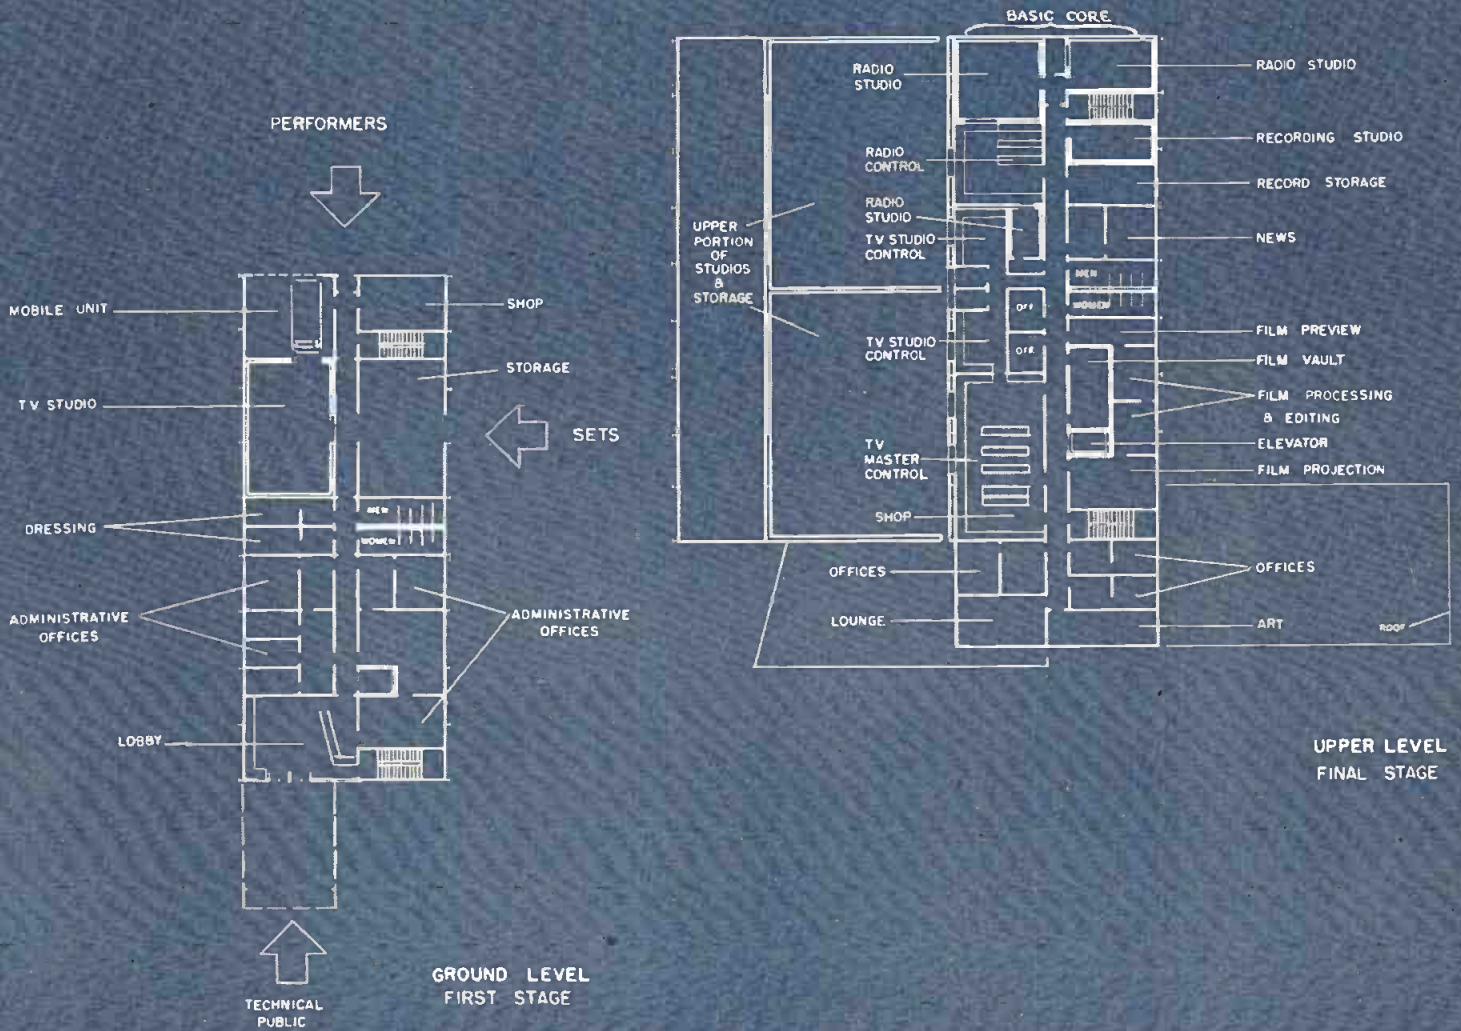 PERFORMERS
MOBILE UNIT
SHOP
STORAGE
TV STUDIO
SETS
DRESSING
MEN
WOMEN
ADMINISTRATIVE
OFFICES
ADMINISTRATIVE
OFFICES
LOBBY
TECHNICAL
PUBLIC
GROUND LEVEL
FIRST STAGE
BASIC CORE
RADIO
STUDIO
RADIO STUDIO
RADIO
CONTROL
RECORDING STUDIO
RECORD STORAGE
RADIO
STUDIO
TV STUDIO
CONTROL
NEWS
UPPER
PORTION
OF
STUDIOS
&
STORAGE
MEN
WOMEN
OFF.
OFF.
TV STUDIO
CONTROL
FILM PREVIEW
FILM VAULT
FILM PROCESSING
& EDITING
ELEVATOR
FILM PROJECTION
TV
MASTER
CONTROL
SHOP
OFFICES
OFFICES
LOUNGE
ART
ROOF
UPPER LEVEL
FINAL STAGE